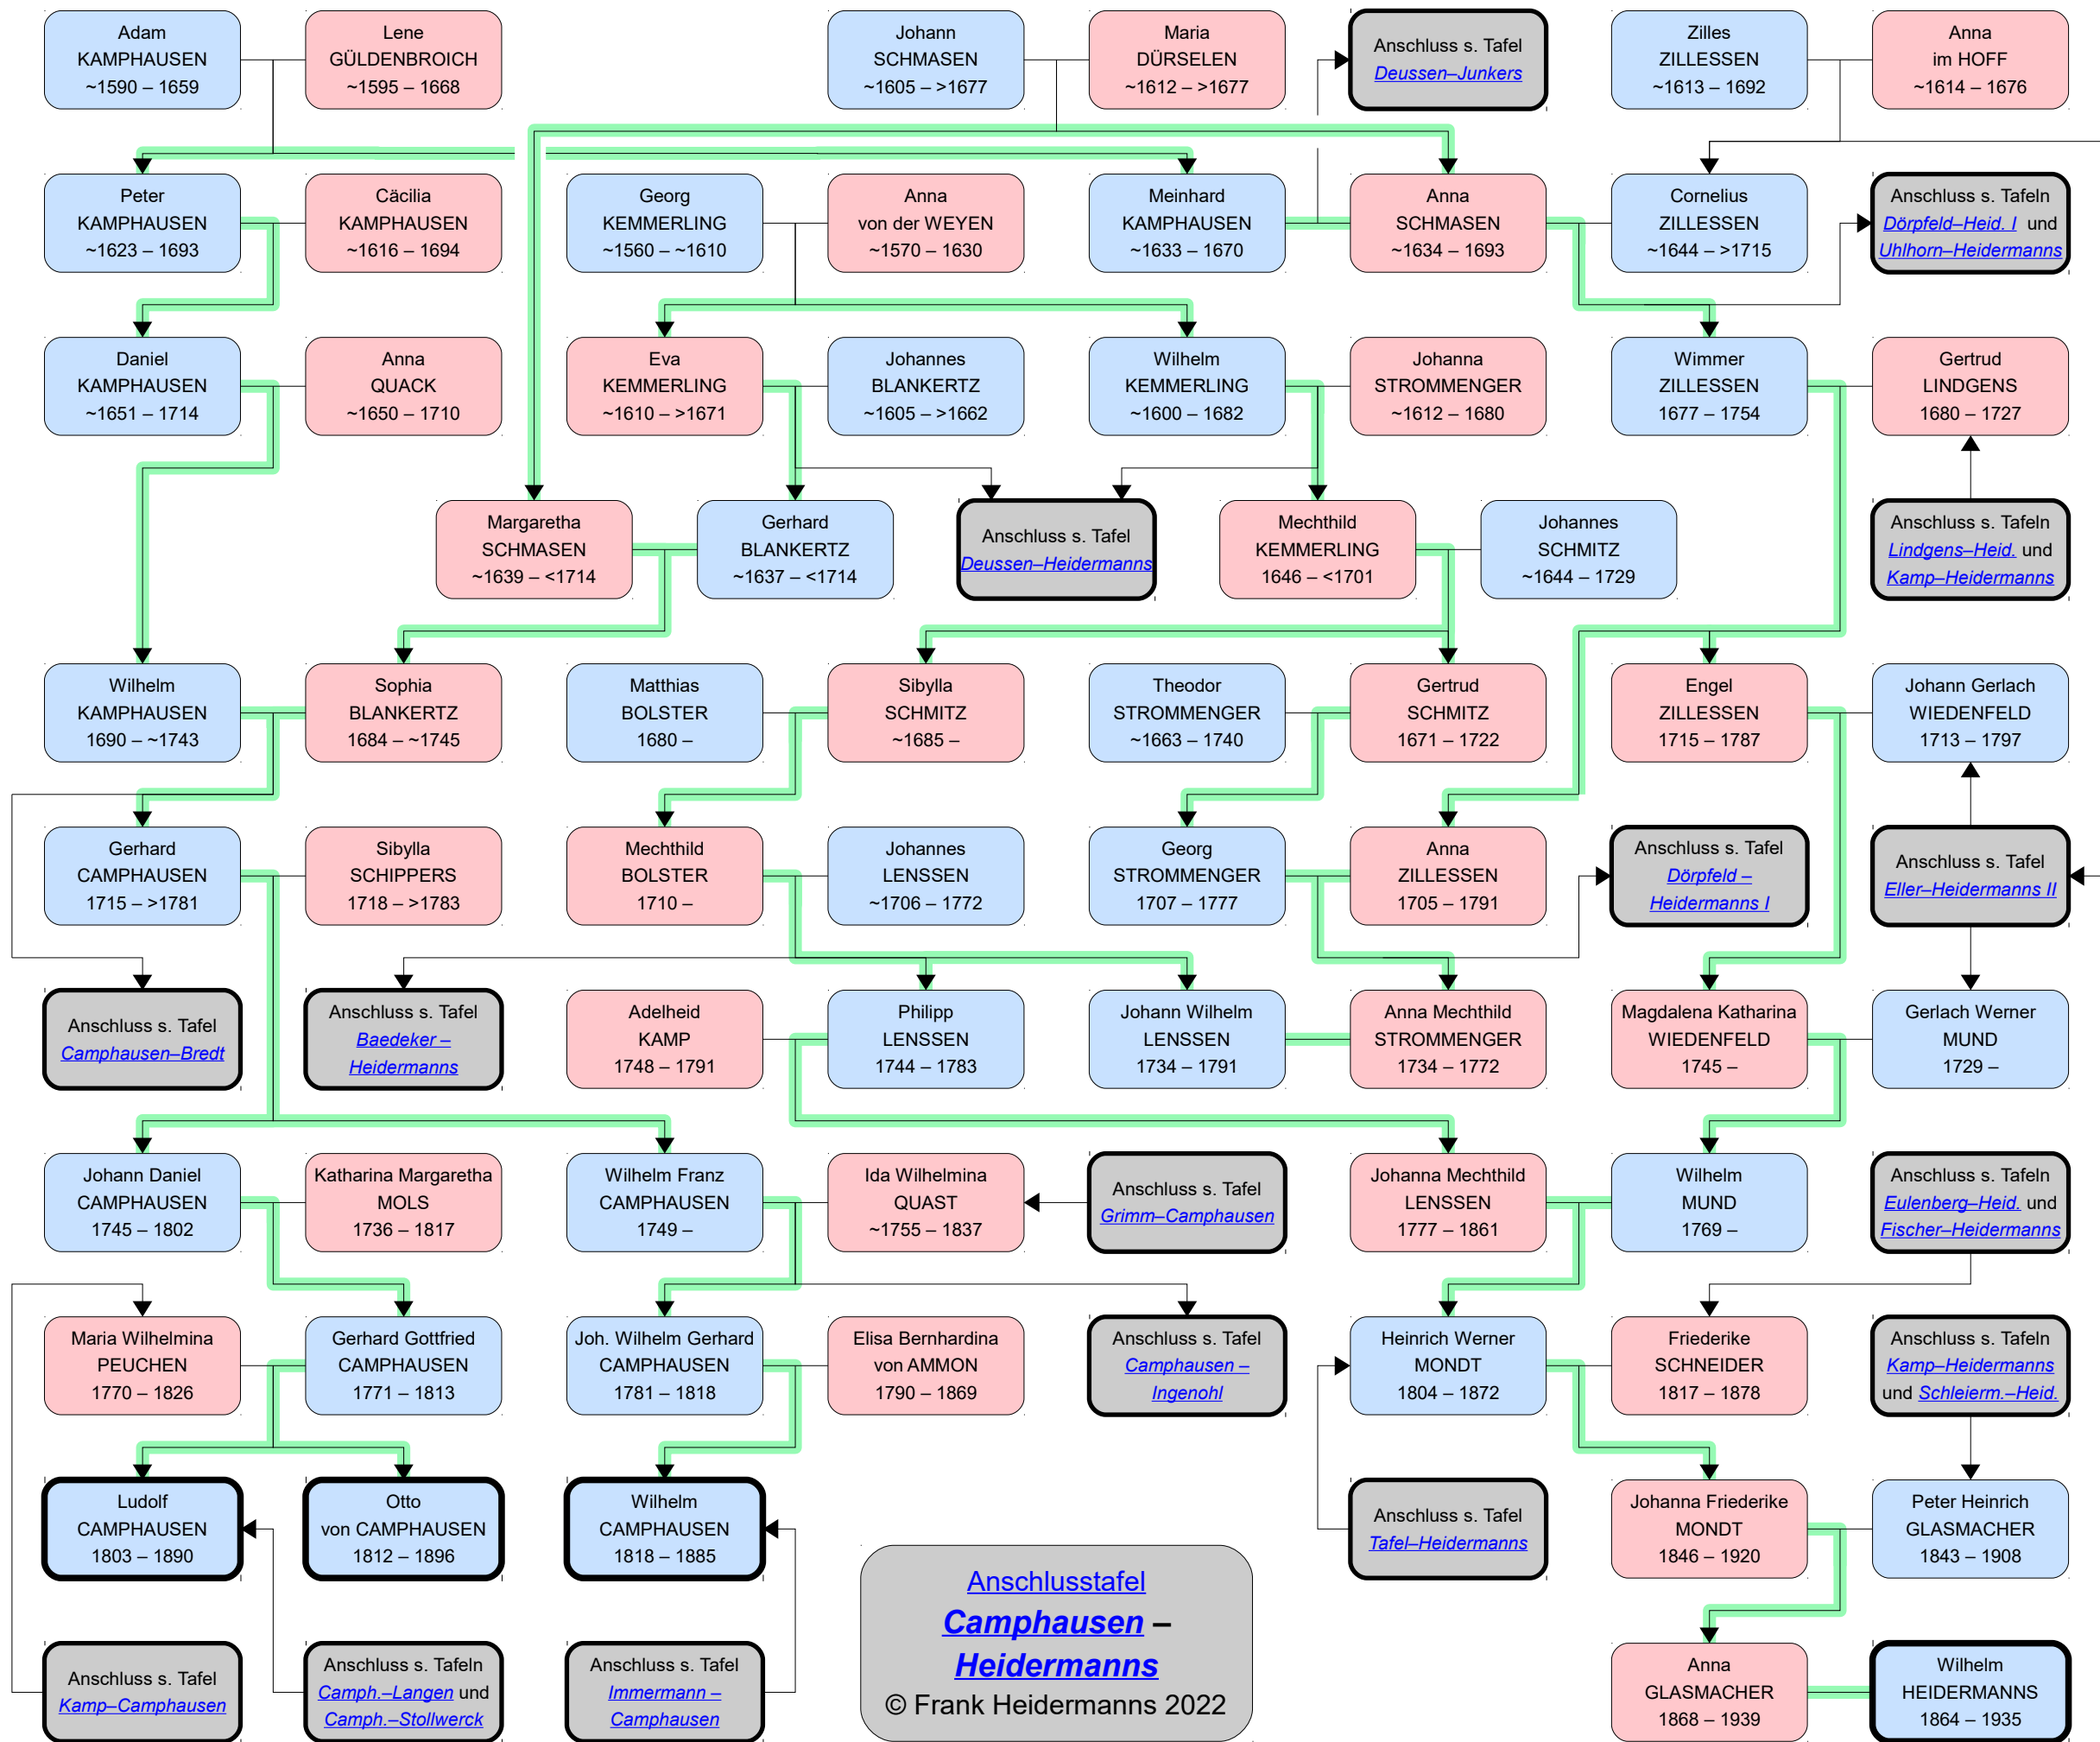 Adam
KAMPHAUSEN
~1590 – 1659
Lene
GÜLDENBROICH
~1595 – 1668
Johann
SCHMASEN
~1605 – >1677
Maria
DÜRSELEN
~1612 – >1677
Anschluss s. Tafel
Deussen–Junkers
Zilles
ZILLESSEN
~1613 – 1692
Anna
im HOFF
~1614 – 1676
Peter
KAMPHAUSEN
~1623 – 1693
Cäcilia
KAMPHAUSEN
~1616 – 1694
Georg
KEMMERLING
~1560 – ~1610
Anna
von der WEYEN
~1570 – 1630
Meinhard
KAMPHAUSEN
~1633 – 1670
Anna
SCHMASEN
~1634 – 1693
Cornelius
ZILLESSEN
~1644 – >1715
Anschluss s. Tafeln
Dörpfeld–Heid. I und
Uhlhorn–Heidermanns
Daniel
KAMPHAUSEN
~1651 – 1714
Anna
QUACK
~1650 – 1710
Eva
KEMMERLING
~1610 – >1671
Johannes
BLANKERTZ
~1605 – >1662
Wilhelm
KEMMERLING
~1600 – 1682
Johanna
STROMMENGER
~1612 – 1680
Wimmer
ZILLESSEN
1677 – 1754
Gertrud
LINDGENS
1680 – 1727
Margaretha
SCHMASEN
~1639 – <1714
Gerhard
BLANKERTZ
~1637 – <1714
Anschluss s. Tafel
Deussen–Heidermanns
Mechthild
KEMMERLING
1646 – <1701
Johannes
SCHMITZ
~1644 – 1729
Anschluss s. Tafeln
Lindgens–Heid. und
Kamp–Heidermanns
Wilhelm
KAMPHAUSEN
1690 – ~1743
Sophia
BLANKERTZ
1684 – ~1745
Matthias
BOLSTER
1680 –
Sibylla
SCHMITZ
~1685 –
Theodor
STROMMENGER
~1663 – 1740
Gertrud
SCHMITZ
1671 – 1722
Engel
ZILLESSEN
1715 – 1787
Johann Gerlach
WIEDENFELD
1713 – 1797
Gerhard
CAMPHAUSEN
1715 – >1781
Sibylla
SCHIPPERS
1718 – >1783
Mechthild
BOLSTER
1710 –
Johannes
LENSSEN
~1706 – 1772
Georg
STROMMENGER
1707 – 1777
Anna
ZILLESSEN
1705 – 1791
Anschluss s. Tafel
Dörpfeld –
Heidermanns I
Anschluss s. Tafel
Eller–Heidermanns II
Anschluss s. Tafel
Camphausen–Bredt
Anschluss s. Tafel
Baedeker –
Heidermanns
Adelheid
KAMP
1748 – 1791
Philipp
LENSSEN
1744 – 1783
Johann Wilhelm
LENSSEN
1734 – 1791
Anna Mechthild
STROMMENGER
1734 – 1772
Magdalena Katharina
WIEDENFELD
1745 –
Gerlach Werner
MUND
1729 –
Johann Daniel
CAMPHAUSEN
1745 – 1802
Katharina Margaretha
MOLS
1736 – 1817
Wilhelm Franz
CAMPHAUSEN
1749 –
Ida Wilhelmina
QUAST
~1755 – 1837
Anschluss s. Tafel
Grimm–Camphausen
Johanna Mechthild
LENSSEN
1777 – 1861
Wilhelm
MUND
1769 –
Anschluss s. Tafeln
Eulenberg–Heid. und
Fischer–Heidermanns
Maria Wilhelmina
PEUCHEN
1770 – 1826
Gerhard Gottfried
CAMPHAUSEN
1771 – 1813
Joh. Wilhelm Gerhard
CAMPHAUSEN
1781 – 1818
Elisa Bernhardina
von AMMON
1790 – 1869
Anschluss s. Tafel
Camphausen –
Ingenohl
Heinrich Werner
MONDT
1804 – 1872
Friederike
SCHNEIDER
1817 – 1878
Anschluss s. Tafeln
Kamp–Heidermanns
und Schleierm.–Heid.
Ludolf
CAMPHAUSEN
1803 – 1890
Otto
von CAMPHAUSEN
1812 – 1896
Wilhelm
CAMPHAUSEN
1818 – 1885
Anschluss s. Tafel
Tafel–Heidermanns
Johanna Friederike
MONDT
1846 – 1920
Peter Heinrich
GLASMACHER
1843 – 1908
Anschluss s. Tafel
Kamp–Camphausen
Anschluss s. Tafeln
Camph.–Langen und
Camph.–Stollwerck
Anschluss s. Tafel
Immermann –
Camphausen
Anschlusstafel
Camphausen –
Heidermanns
© Frank Heidermanns 2022
Anna
GLASMACHER
1868 – 1939
Wilhelm
HEIDERMANNS
1864 – 1935